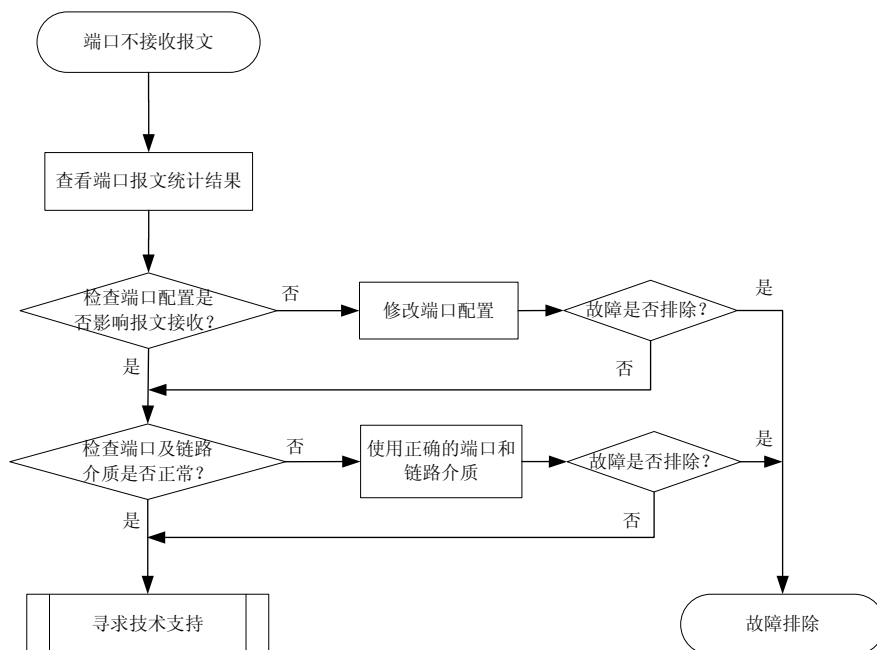 端口不接收报文
查看端口报文统计结果
检查端口配置是
否影响报文接收？
否
修改端口配置
故障是否排除？
是
是
否
检查端口及链路
介质是否正常？
否
使用正确的端口和
链路介质
故障是否排除？
是
是
否
寻求技术支持
故障排除